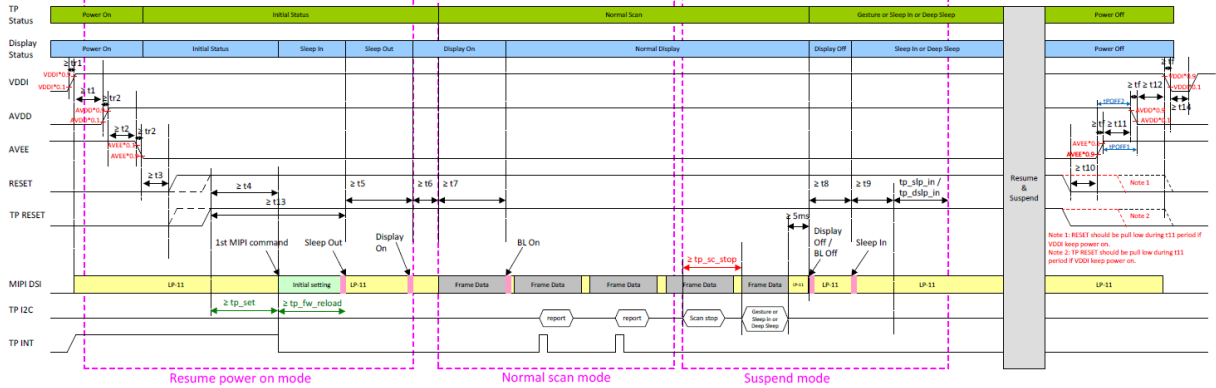 TP Status
Power On
Initial Status
Normal Scan
Gesture or Sleep In or Deep Sleep
Power Off
Display Status
Power On
Initial Status
Sleep In
Sleep Out
Display On
Normal Display
Display Off
Sleep In or Deep Sleep
Power Off
VDDI
≥ tr1
VDDI*0.9
VDDI*0.1
≥ t1
≥ tr2
≥ tf
VDDI*0.9
VDDI*0.1
≥ tf ≥ t12
≥ t14
AVDD
AVDD*0.9
AVDD*0.1
≥ t2
≥ tr2
tPOFF2
AVDD*0.9
AVDD*0.1
≥ tf ≥ t11
AVEE
AVEE*0.1
AVEE*0.9
AVEE*0.1
AVEE*0.9
tPOFF1
≥ t3
≥ t10
RESET
≥ t4
≥ t5
≥ t6
≥ t7
≥ t8
≥ t9
tp_slp_in /
tp_dslp_in
Resume
&
Suspend
Note 1
≥ t13
TP RESET
≥ 5ms
Note 2
1st MIPI command
Sleep Out
Display
On
BL On
Display
Off /
BL Off
Sleep In
Note 1: RESET should be pull low during t11 period if
VDDI keep power on.
Note 2: TP RESET should be pull low during t11
period if VDDI keep power on.
≥ tp_sc_stop
MIPI DSI
LP-11
Initial setting
LP-11
Frame Data
Frame Data
Frame Data
Frame Data
Frame Data
LP-11
LP-11
LP-11
LP-11
≥ tp_set
≥ tp_fw_reload
TP I2C
report
report
Scan stop
Gesture or
Sleep In or
Deep Sleep
TP INT
Resume power on mode
Normal scan mode
Suspend mode